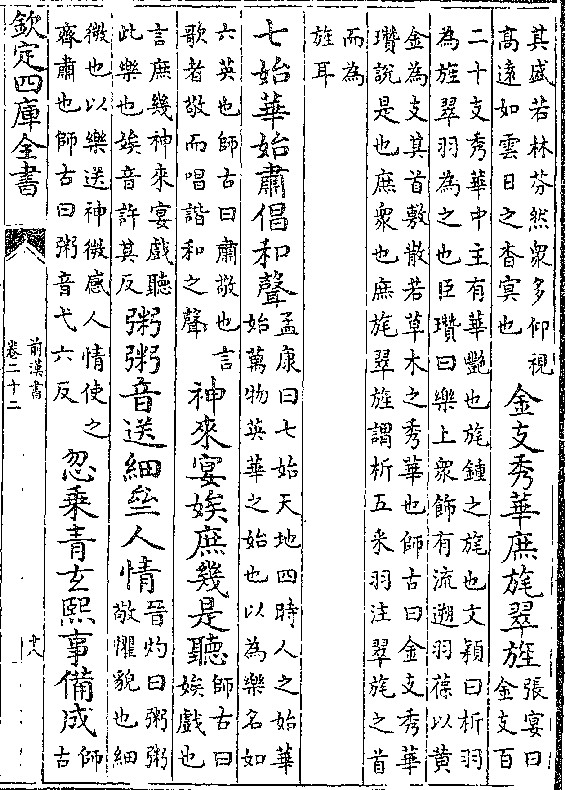 其盛若林芬然衆多仰視
高遠如雲日之杳冥也
金支秀華庶旄翠旌
張宴曰
金支百
二十支秀華中主有華艷也旄鍾之旄也文頴曰析羽
為旌翠羽為之也臣瓚曰樂上衆飾有流遡羽葆以黄
金為支其首敷散若草木之秀華也師古曰金支秀華
瓚說是也庶衆也庶旄翠旌謂析五采羽注翠旄之首
而為
旌耳
七始華始肅倡和聲
孟康曰七始天地四時人之始華
始萬物英華之始也以為樂名如
六英也師古曰肅敬也言
歌者敬而唱諧和之聲
神來宴娭庶幾是聽
師古曰
娭戲也
言庶幾神來宴戲聽
此樂也娭音許其反
粥粥音送細亝人情
晉灼曰粥粥
敬懼貌也細
微也以樂送神微感人情使之
齊肅也師古曰粥音弋六反
忽乘青玄熙事備成
師
古
欽定四庫全書
前漢書
卷二十二
十八